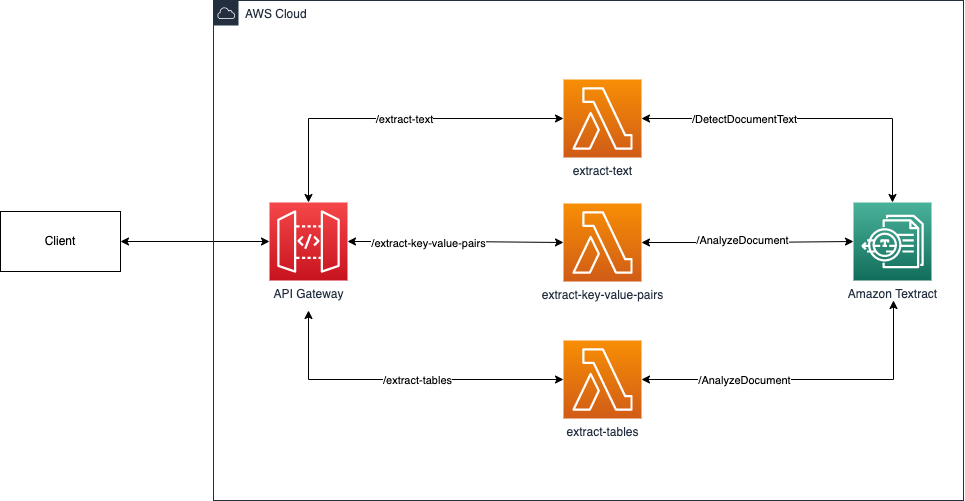 AWS Cloud
/extract-text
/DetectDocumentText
extract-text
Client
/extract-key-value-pairs
/AnalyzeDocument
API Gateway
extract-key-value-pairs
Amazon Textract
/extract-tables
/AnalyzeDocument
extract-tables